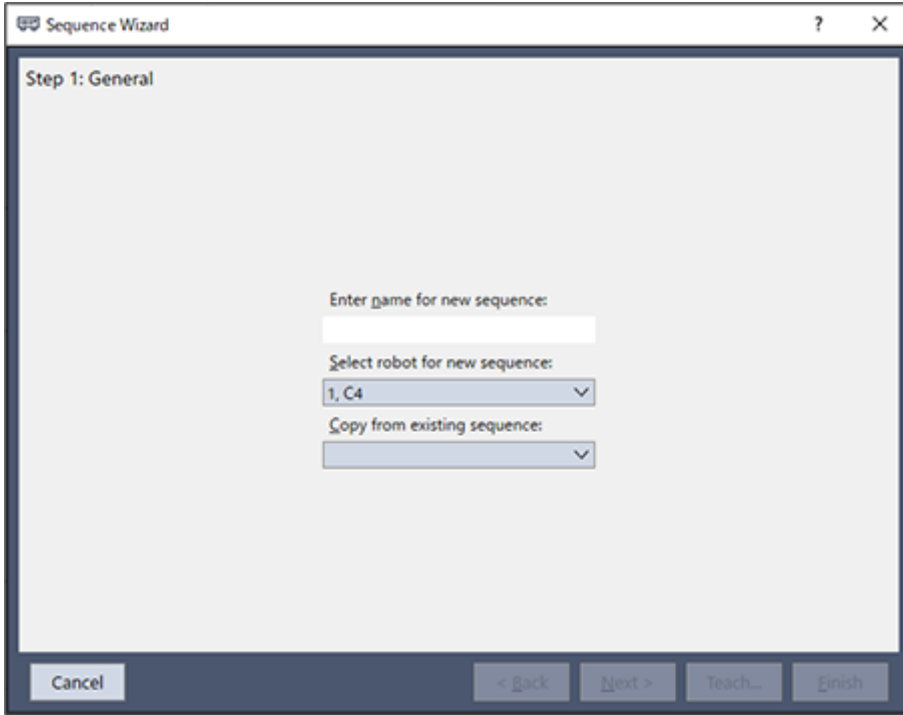 Sequence Wizard ?
Step 1: General
Enter name for new sequence:
Select robot for new sequence:
1, C4
Copy from existing sequence:
Cancel < Back Next > Teach... Finish